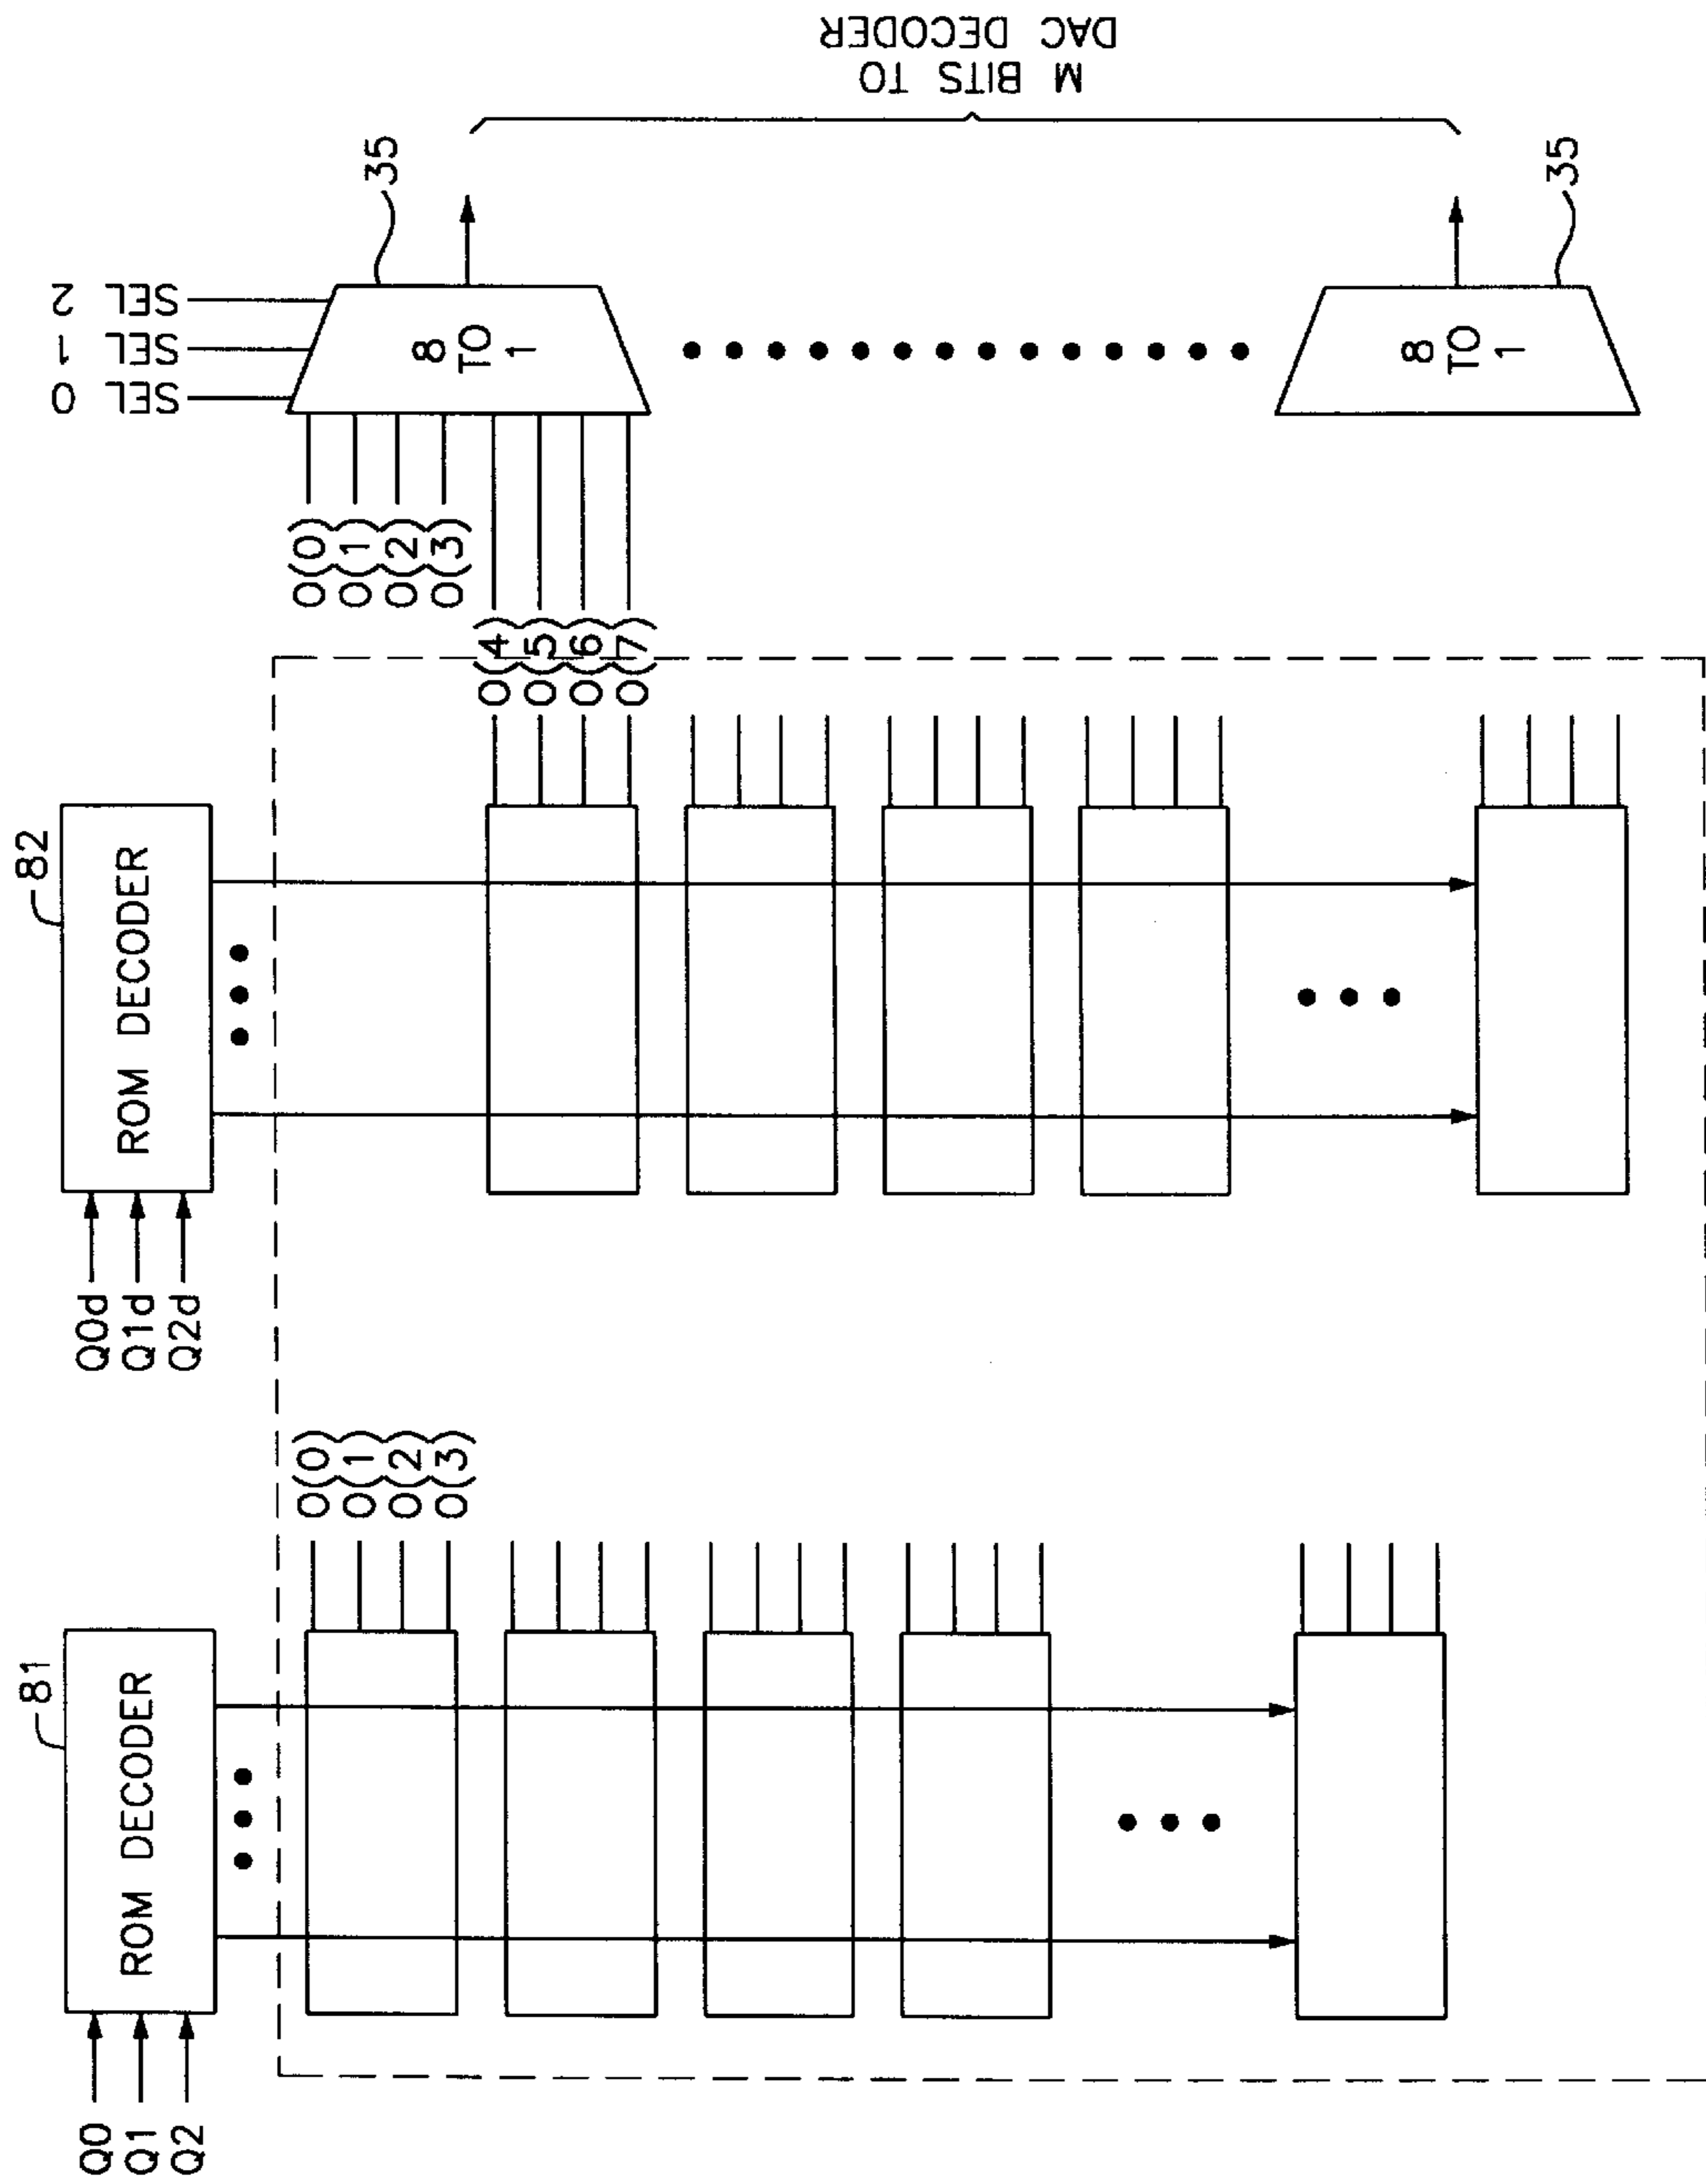 Q0
Q1
Q2
ROM DECODER
81
O(0)
O(1)
O(2)
O(3)
Q0d
Q1d
Q2d
ROM DECODER
82
O(4)
O(5)
O(6)
O(7)
O(0)
O(1)
O(2)
O(3)
SEL 0
SEL 1
SEL 2
8
TO
1
35
8
TO
1
35
M BITS TO
DAC DECODER